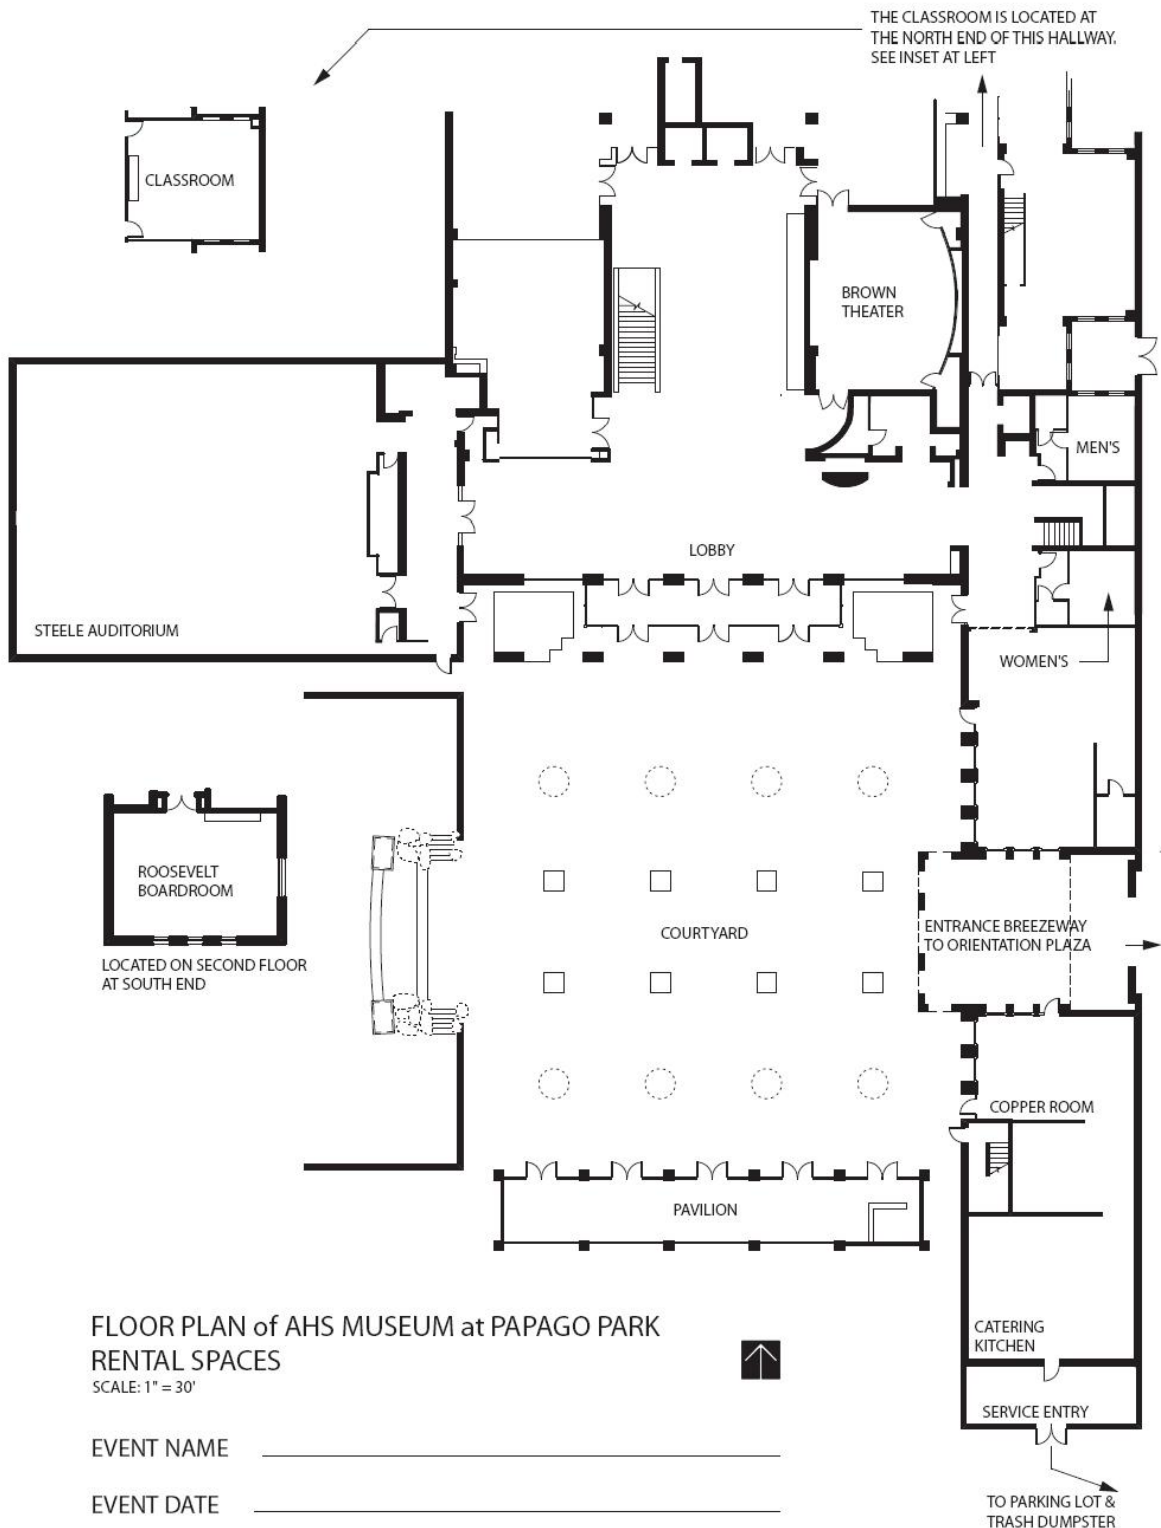 THE CLASSROOM IS LOCATED AT
THE NORTH END OF THIS HALLWAY.
SEE INSET AT LEFT
CLASSROOM
BROWN
THEATER
MEN'S
LOBBY
STEELE AUDITORIUM
WOMEN'S
ROOSEVELT
BOARDROOM
LOCATED ON SECOND FLOOR
AT SOUTH END
COURTYARD
ENTRANCE BREEZEWAY
TO ORIENTATION PLAZA
COPPER ROOM
PAVILION
CATERING
KITCHEN
SERVICE ENTRY
TO PARKING LOT &
TRASH DUMPSTER
FLOOR PLAN of AHS MUSEUM at PAPAGO PARK
RENTAL SPACES
SCALE: 1" = 30'
EVENT NAME
EVENT DATE